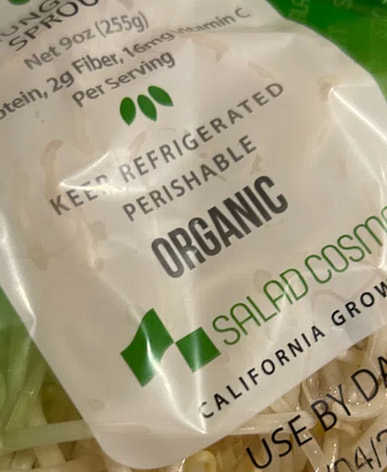 SPROU
Net 9oz (255g)
otein, 2g Fiber, 16mg Vitamin C
Per Serving
KEEP REFRIGERATED
PERISHABLE
ORGANIC
SALAD COSMO
CALIFORNIA GROW
USE BY DA